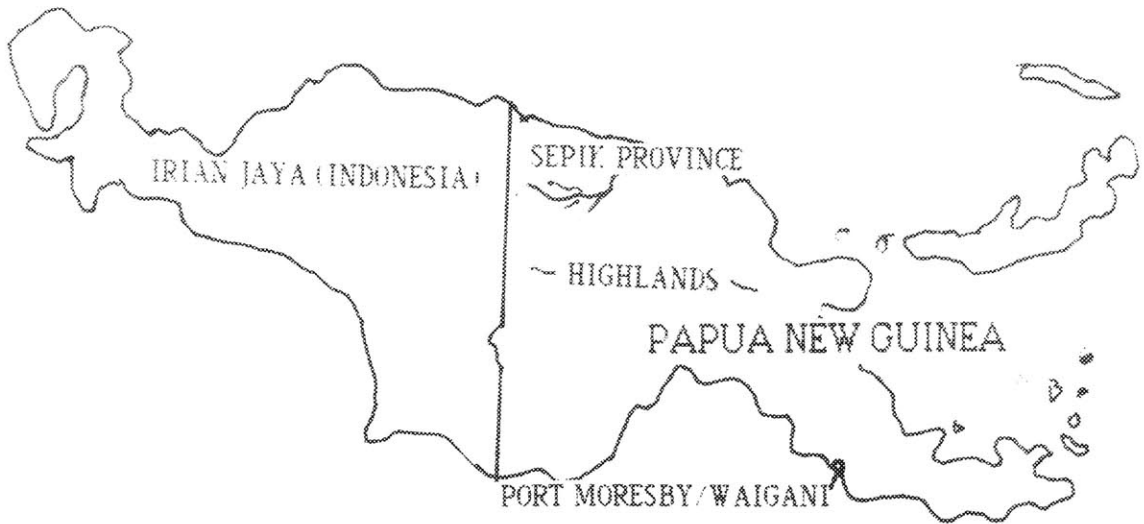 IRIAN JAYA (INDONESIA)
SEPIK PROVINCE
HIGHLANDS
PAPUA NEW GUINEA
PORT MORESBY/WAIGANI